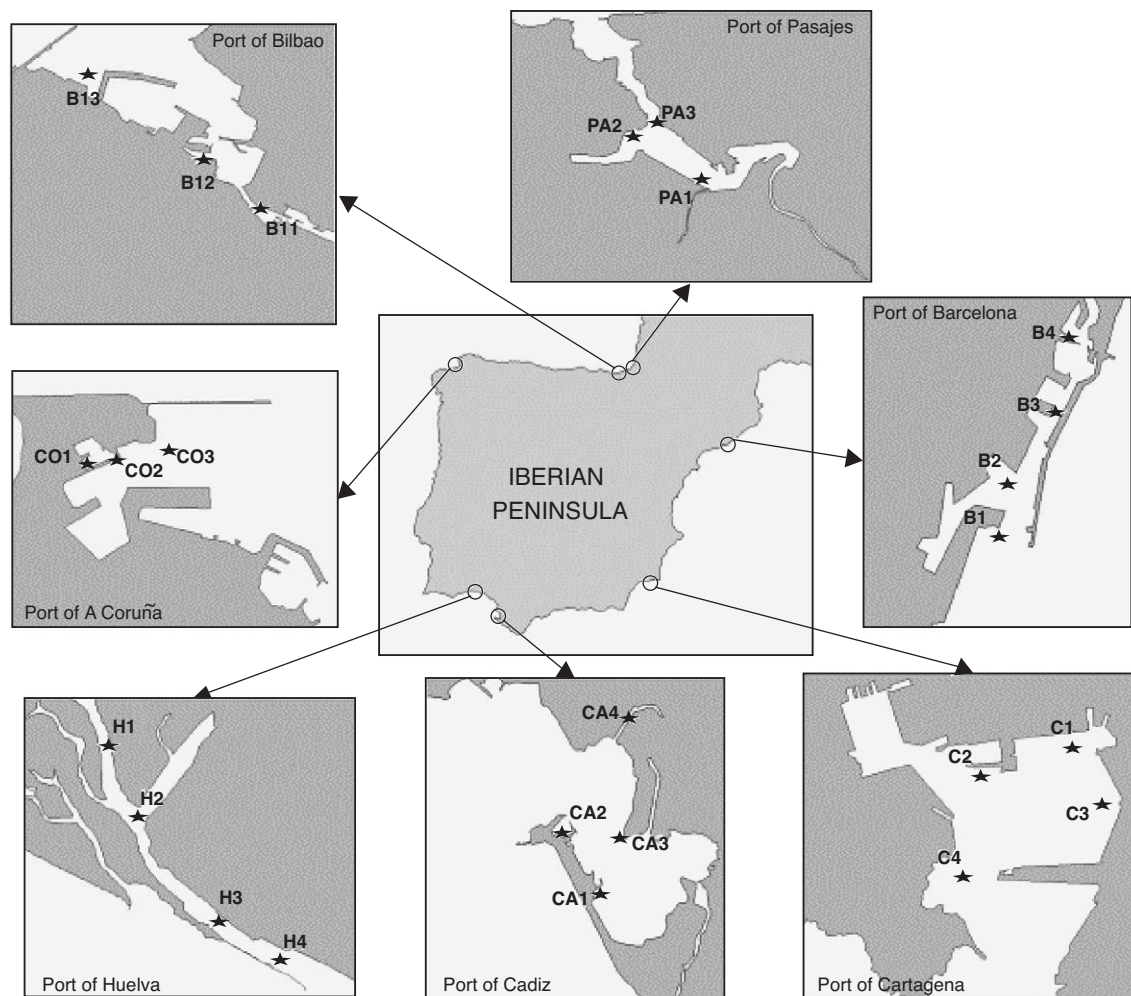 Port of Bilbao
B13
B12
B11
Port of Pasajes
PA3
PA2
PA1
Port of Barcelona
B4
B3
B2
B1
Port of A Coruña
CO1
CO2
CO3
IBERIAN
PENINSULA
H1
H2
H3
H4
Port of Huelva
CA4
CA2
CA3
CA1
Port of Cadiz
C1
C2
C3
C4
Port of Cartagena